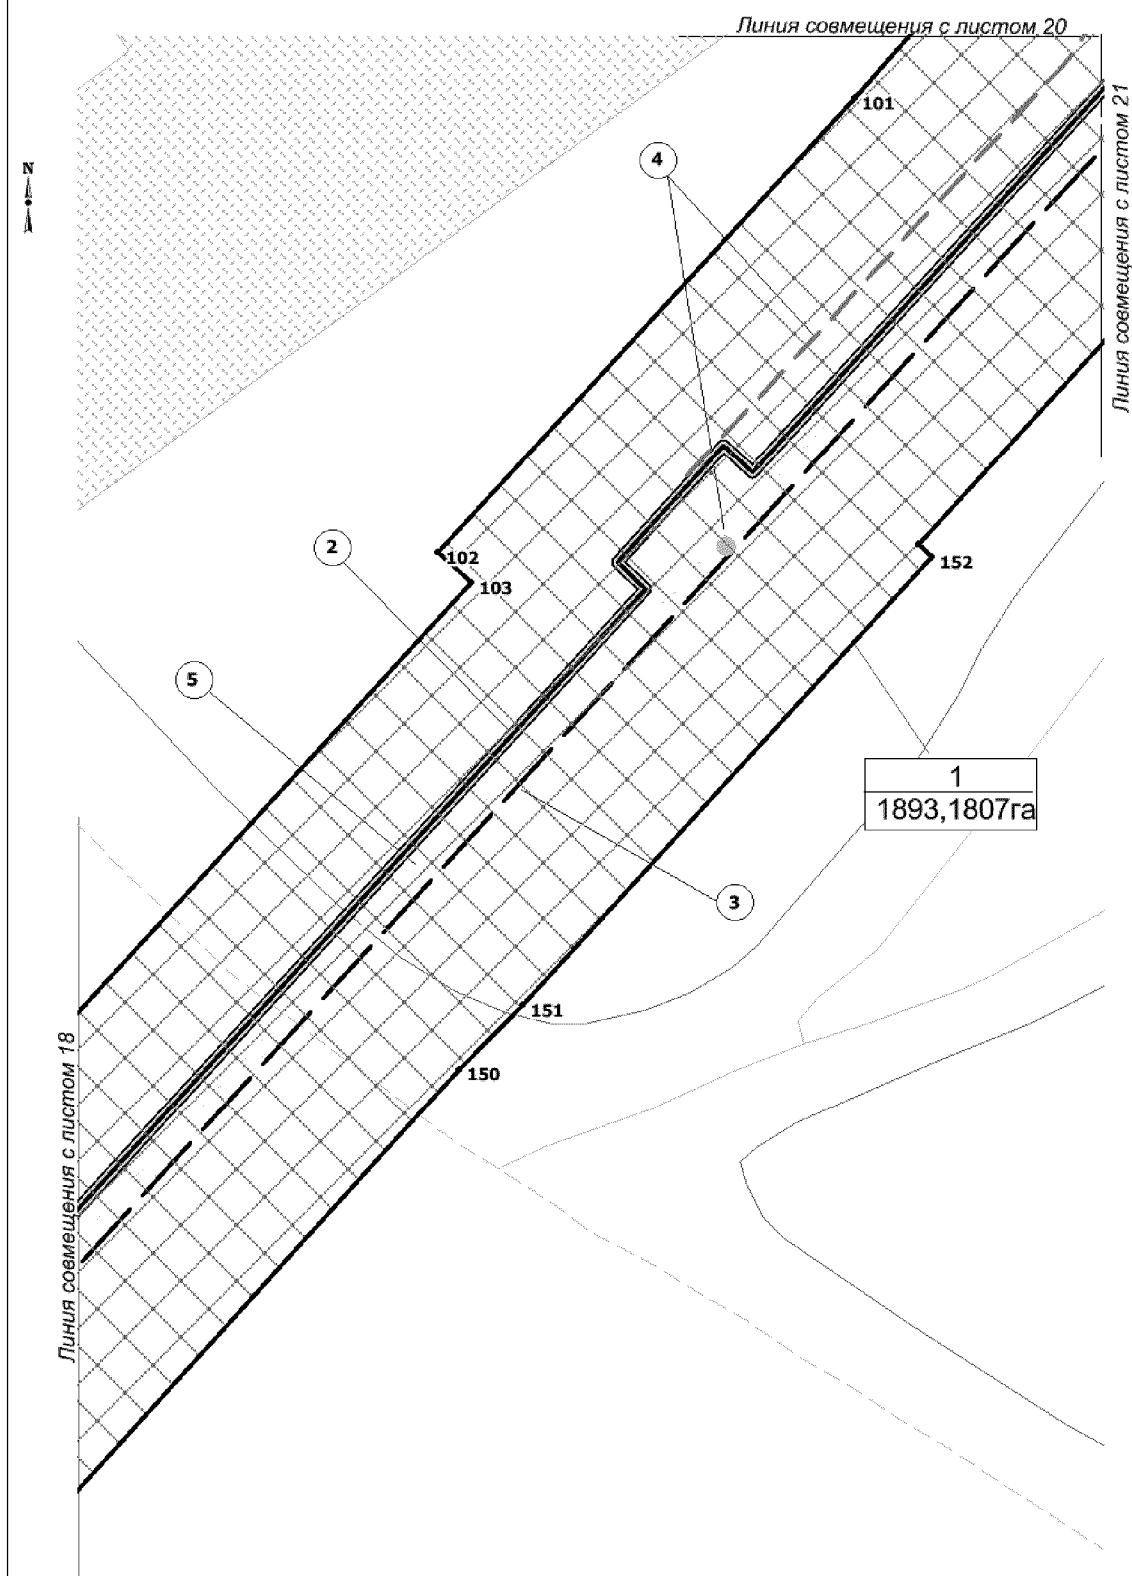 Линия совмещения с листом 20
101
Линия совмещения с листом 21
4
N
2
102
103
152
5
1
1893,1807га
3
151
150
Линия совмещения с листом 18